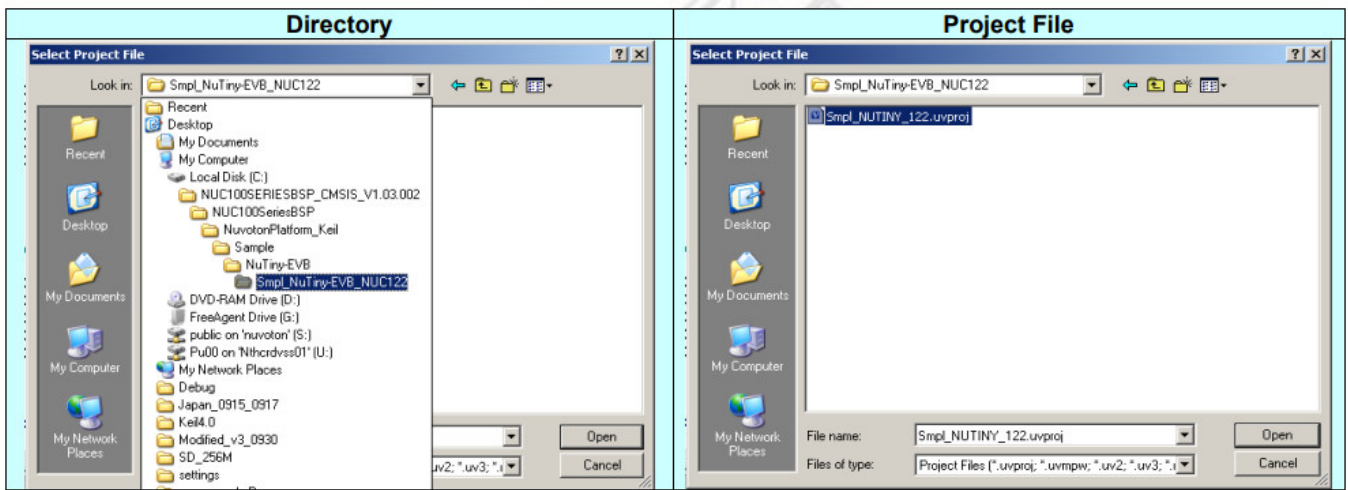 Directory
Project File
Select Project File
Look in: Smpl_NuTiny-EVB_NUC122
Recent
Desktop
My Documents
My Computer
Local Disk (C:)
NUC100SERIESBSP_CMSIS_V1.03.002
NUC100SeriesBSP
NuvotonPlatform_Keil
Sample
NuTiny-EVB
Smpl_NuTiny-EVB_NUC122
DVD-RAM Drive (D:)
FreeAgent Drive (G:)
public on 'nuvoton' (S:)
Pu00 on 'Nthcrdvss01' (U:)
My Network Places
Debug
Japan_0915_0917
Keil4.0
Modified_v3_0930
SD_256M
settings
Recent
Desktop
My Documents
My Computer
My Network
Places
Open
uv2; *.uv3; *.
Cancel
Select Project File
Look in: Smpl_NuTiny-EVB_NUC122
Smpl_NUTINY_122.uvproj
Recent
Desktop
My Documents
My Computer
My Network
Places
File name: Smpl_NUTINY_122.uvproj
Open
Files of type: Project Files (*.uvproj; *.uvmpw; *.uv2; *.uv3; *.
Cancel